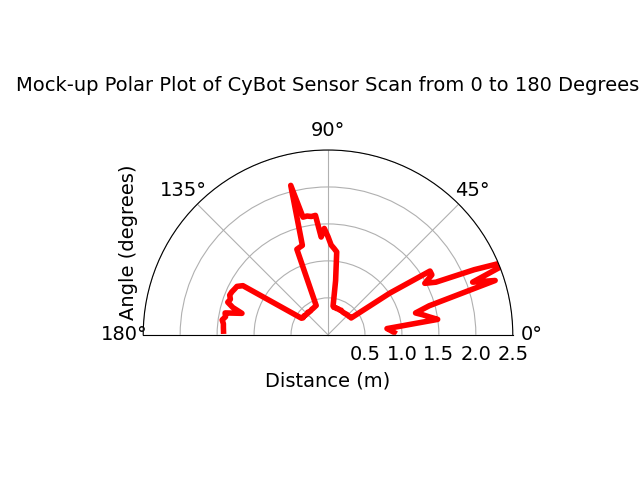 Mock-up Polar Plot of CyBot Sensor Scan from 0 to 180 Degrees
90°
135°
45°
Angle (degrees)
180°
0°
0.5 1.0 1.5 2.0 2.5
Distance (m)